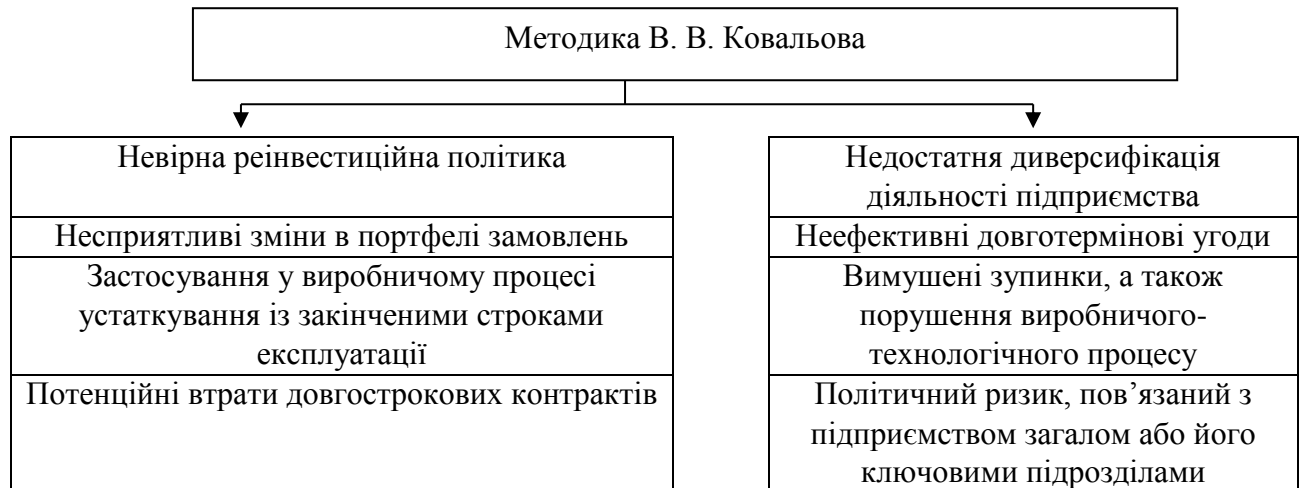 Методика В. В. Ковальова
Невірна реінвестиційна політика
Несприятливі зміни в портфелі замовлень
Застосування у виробничому процесі
устаткування із закінченими строками
експлуатації
Потенційні втрати довгострокових контрактів
Недостатня диверсифікація
діяльності підприємства
Неефективні довготермінові угоди
Вимушені зупинки, а також
порушення виробничого-
технологічного процесу
Політичний ризик, пов’язаний з
підприємством загалом або його
ключовими підрозділами